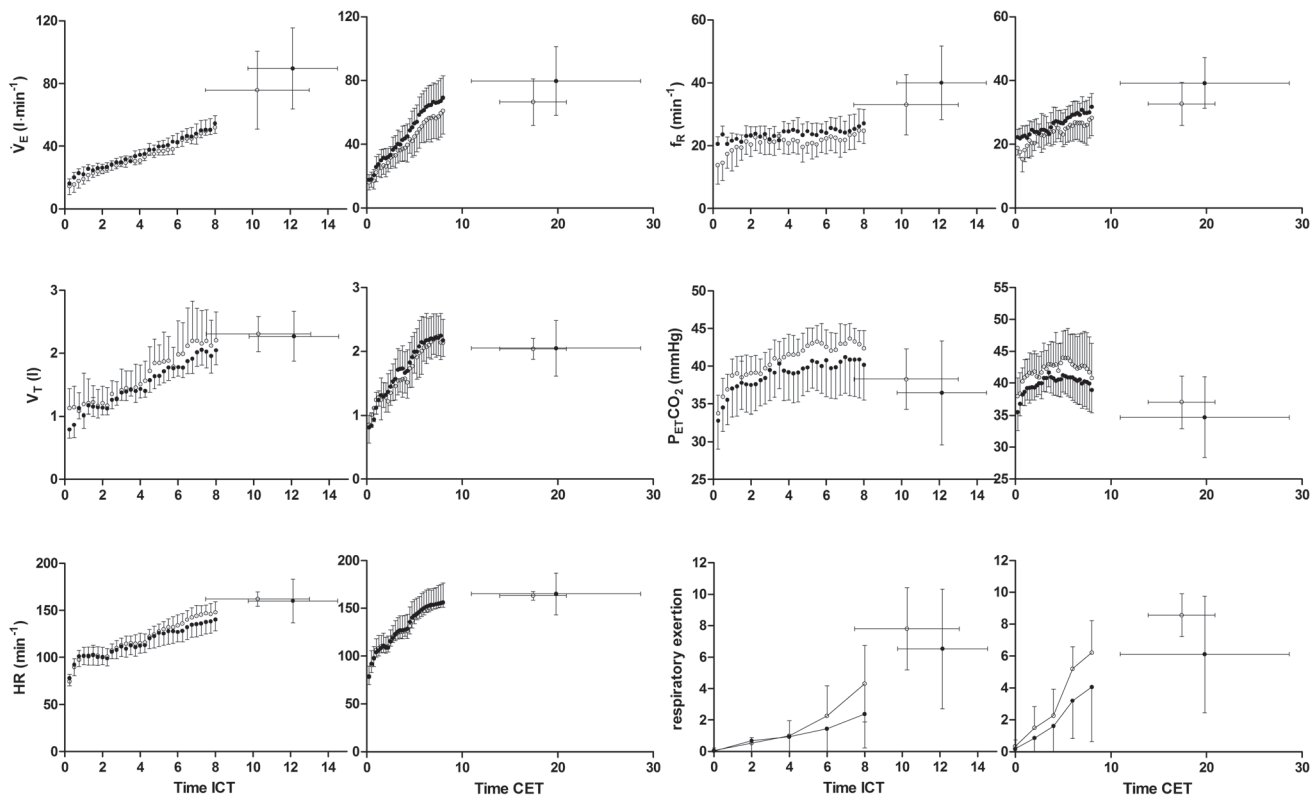 120
80
40
0
V̇E (l·min-1)
0 2 4 6 8 10 12 14
120
80
40
0
0 10 20 30
60
40
20
0
fR (min-1)
0 2 4 6 8 10 12 14
60
40
20
0
0 10 20 30
3
2
1
0
VT (l)
0 2 4 6 8 10 12 14
3
2
1
0
0 10 20 30
50
45
40
35
30
25
PETCO2 (mmHg)
0 2 4 6 8 10 12 14
55
50
45
40
35
30
25
0 10 20 30
200
150
100
50
0
HR (min-1)
0 2 4 6 8 10 12 14
Time ICT
200
150
100
50
0
0 10 20 30
Time CET
12
10
8
6
4
2
0
respiratory exertion
0 2 4 6 8 10 12 14
Time ICT
12
10
8
6
4
2
0
0 10 20 30
Time CET